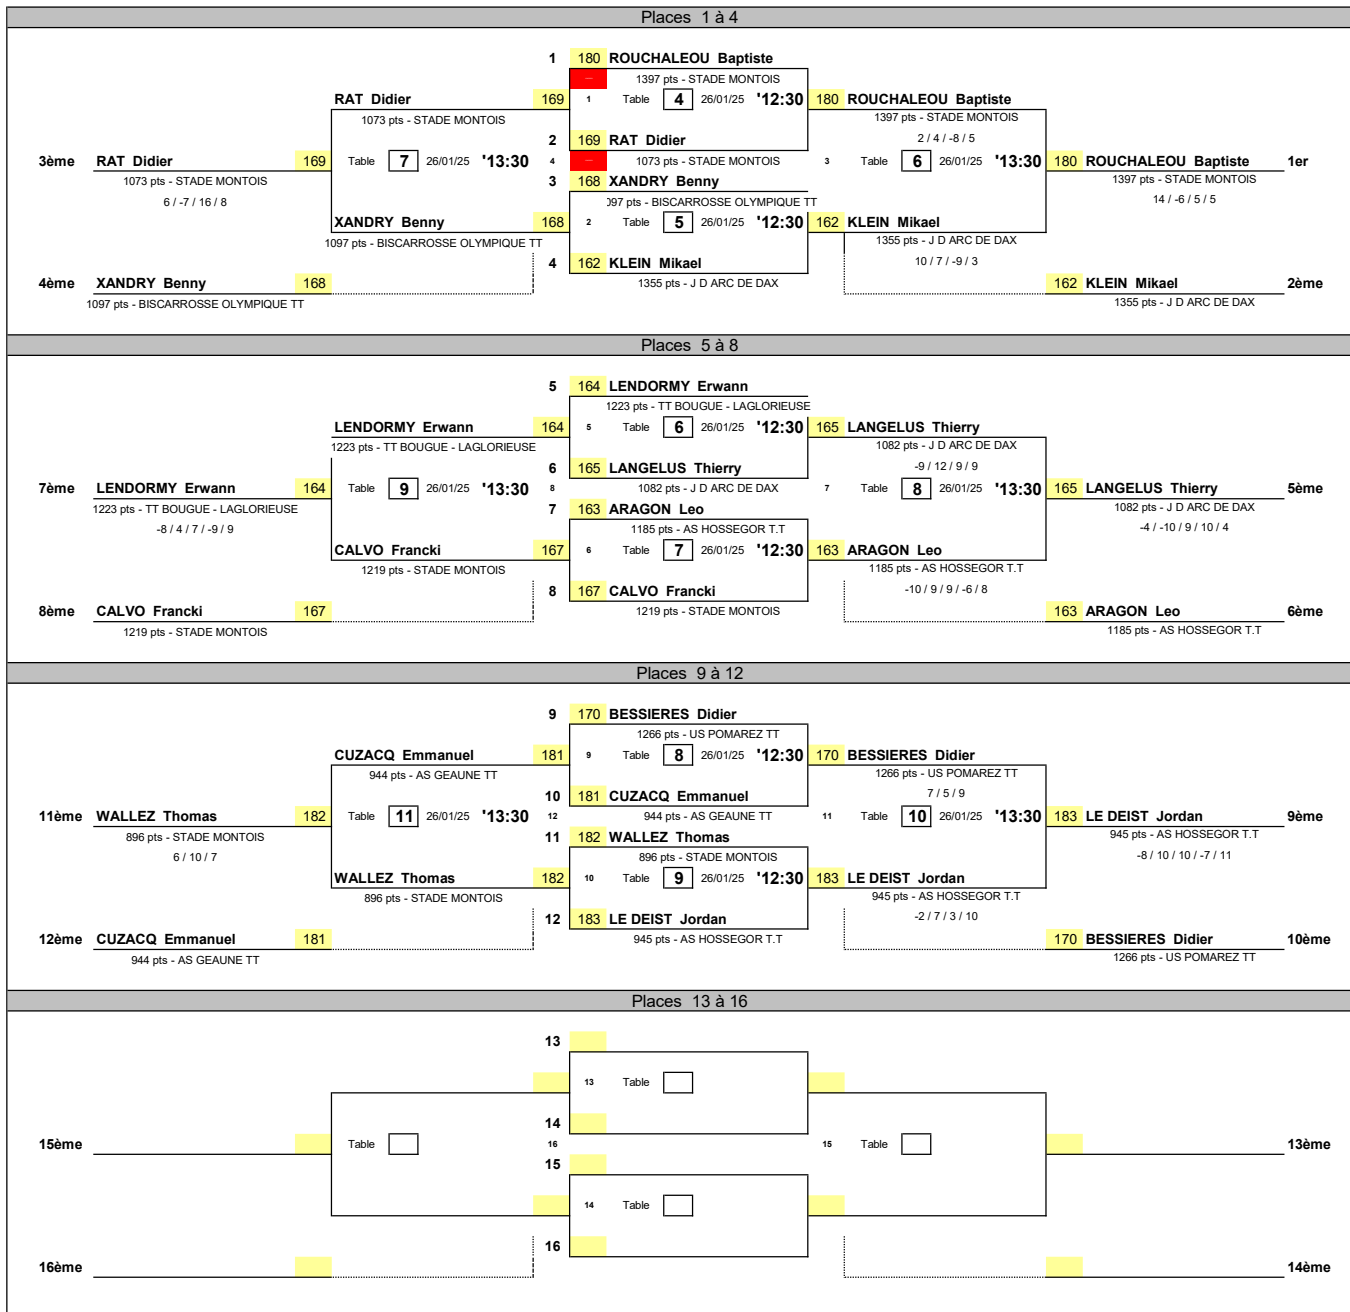 Places 1 à 4
1 180 ROUCHALEOU Baptiste
1397 pts - STADE MONTOIS
RAT Didier 169 1 Table 4 26/01/25 '12:30 180 ROUCHALEOU Baptiste
1073 pts - STADE MONTOIS 1397 pts - STADE MONTOIS
2 / 4 / -8 / 5
2 169 RAT Didier
3ème RAT Didier 169 Table 7 26/01/25 '13:30 4 1073 pts - STADE MONTOIS 3 Table 6 26/01/25 '13:30 180 ROUCHALEOU Baptiste 1er
1073 pts - STADE MONTOIS 3 168 XANDRY Benny 1397 pts - STADE MONTOIS
6 / -7 / 16 / 8 097 pts - BISCARROSSE OLYMPIQUE TT 14 / -6 / 5 / 5
XANDRY Benny 168 2 Table 5 26/01/25 '12:30 162 KLEIN Mikael
1097 pts - BISCARROSSE OLYMPIQUE TT 1355 pts - J D ARC DE DAX
4 162 KLEIN Mikael 10 / 7 / -9 / 3
4ème XANDRY Benny 168 1355 pts - J D ARC DE DAX 162 KLEIN Mikael 2ème
1097 pts - BISCARROSSE OLYMPIQUE TT 1355 pts - J D ARC DE DAX
Places 5 à 8
5 164 LENDORMY Erwann
1223 pts - TT BOUGUE - LAGLORIEUSE
LENDORMY Erwann 164 5 Table 6 26/01/25 '12:30 165 LANGELUS Thierry
1223 pts - TT BOUGUE - LAGLORIEUSE 1082 pts - J D ARC DE DAX
6 165 LANGELUS Thierry -9 / 12 / 9 / 9
7ème LENDORMY Erwann 164 Table 9 26/01/25 '13:30 8 1082 pts - J D ARC DE DAX 7 Table 8 26/01/25 '13:30 165 LANGELUS Thierry 5ème
1223 pts - TT BOUGUE - LAGLORIEUSE 7 163 ARAGON Leo 1082 pts - J D ARC DE DAX
-8 / 4 / 7 / -9 / 9 1185 pts - AS HOSSEGOR T.T -4 / -10 / 9 / 10 / 4
CALVO Francki 167 6 Table 7 26/01/25 '12:30 163 ARAGON Leo
1219 pts - STADE MONTOIS 1185 pts - AS HOSSEGOR T.T
8 167 CALVO Francki -10 / 9 / 9 / -6 / 8
8ème CALVO Francki 167 1219 pts - STADE MONTOIS 163 ARAGON Leo 6ème
1219 pts - STADE MONTOIS 1185 pts - AS HOSSEGOR T.T
Places 9 à 12
9 170 BESSIERES Didier
1266 pts - US POMAREZ TT
CUZACQ Emmanuel 181 9 Table 8 26/01/25 '12:30 170 BESSIERES Didier
944 pts - AS GEAUNE TT 1266 pts - US POMAREZ TT
10 181 CUZACQ Emmanuel 7 / 5 / 9
11ème WALLEZ Thomas 182 Table 11 26/01/25 '13:30 12 944 pts - AS GEAUNE TT 11 Table 10 26/01/25 '13:30 183 LE DEIST Jordan 9ème
896 pts - STADE MONTOIS 11 182 WALLEZ Thomas 945 pts - AS HOSSEGOR T.T
6 / 10 / 7 896 pts - STADE MONTOIS -8 / 10 / 10 / -7 / 11
WALLEZ Thomas 182 10 Table 9 26/01/25 '12:30 183 LE DEIST Jordan
896 pts - STADE MONTOIS 945 pts - AS HOSSEGOR T.T
12 183 LE DEIST Jordan -2 / 7 / 3 / 10
12ème CUZACQ Emmanuel 181 945 pts - AS HOSSEGOR T.T 170 BESSIERES Didier 10ème
944 pts - AS GEAUNE TT 1266 pts - US POMAREZ TT
Places 13 à 16
13
13 Table
14
15ème Table 16 15 Table 13ème
15
14 Table
16
16ème 14ème